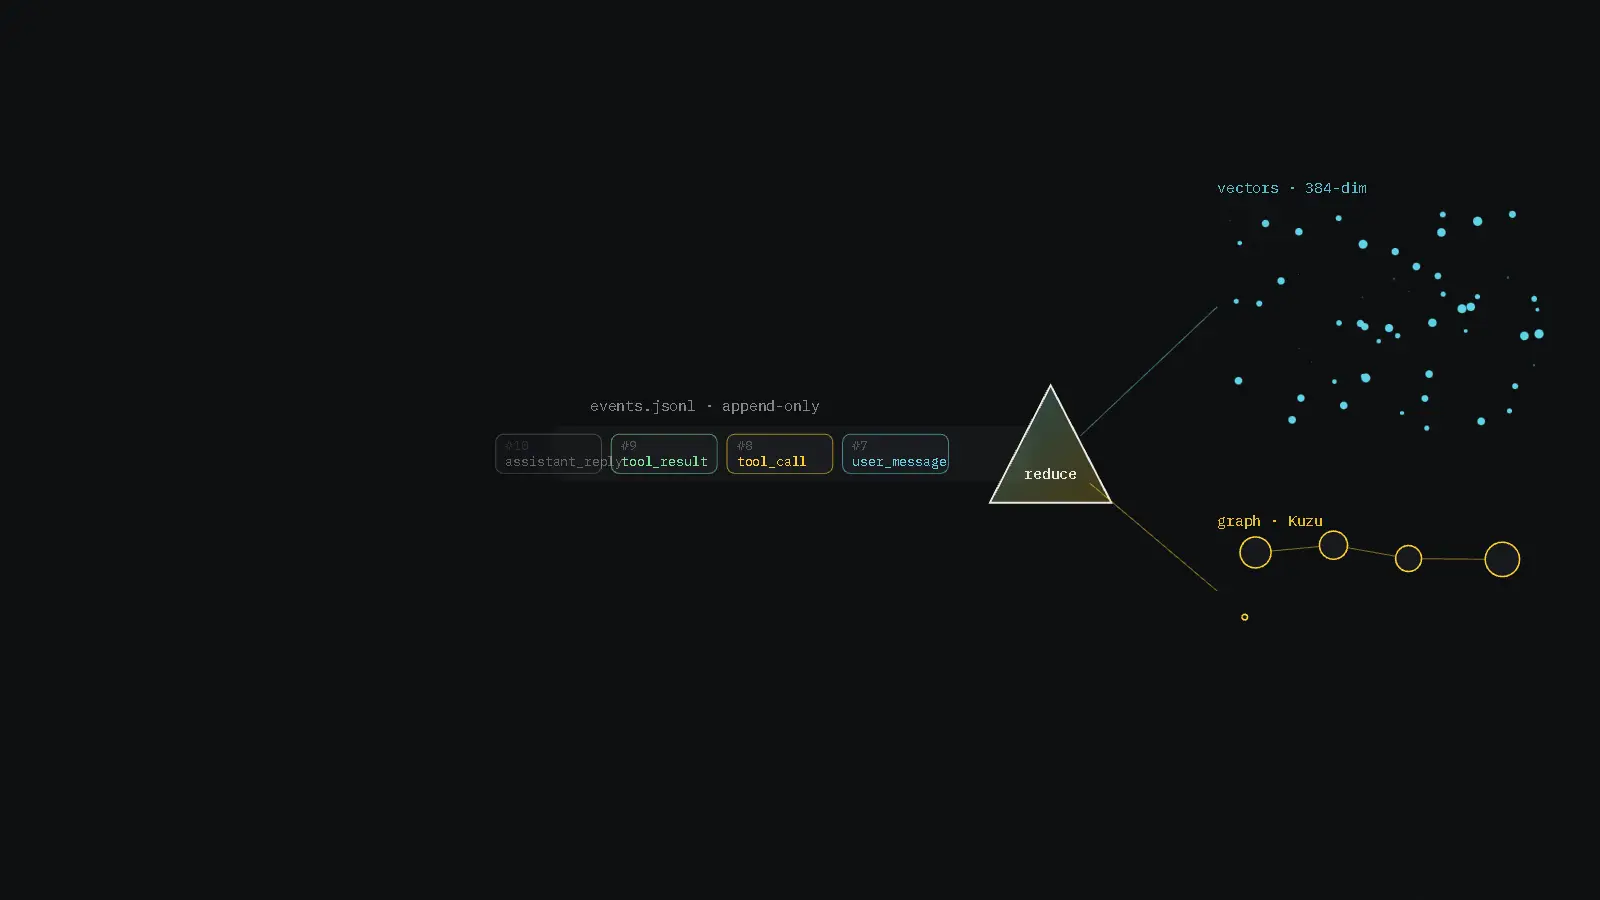 vectors · 384-dim
events.jsonl · append-only
#10
assistant_reply
#9
tool_result
#8
tool_call
#7
user_message
reduce
graph · Kuzu